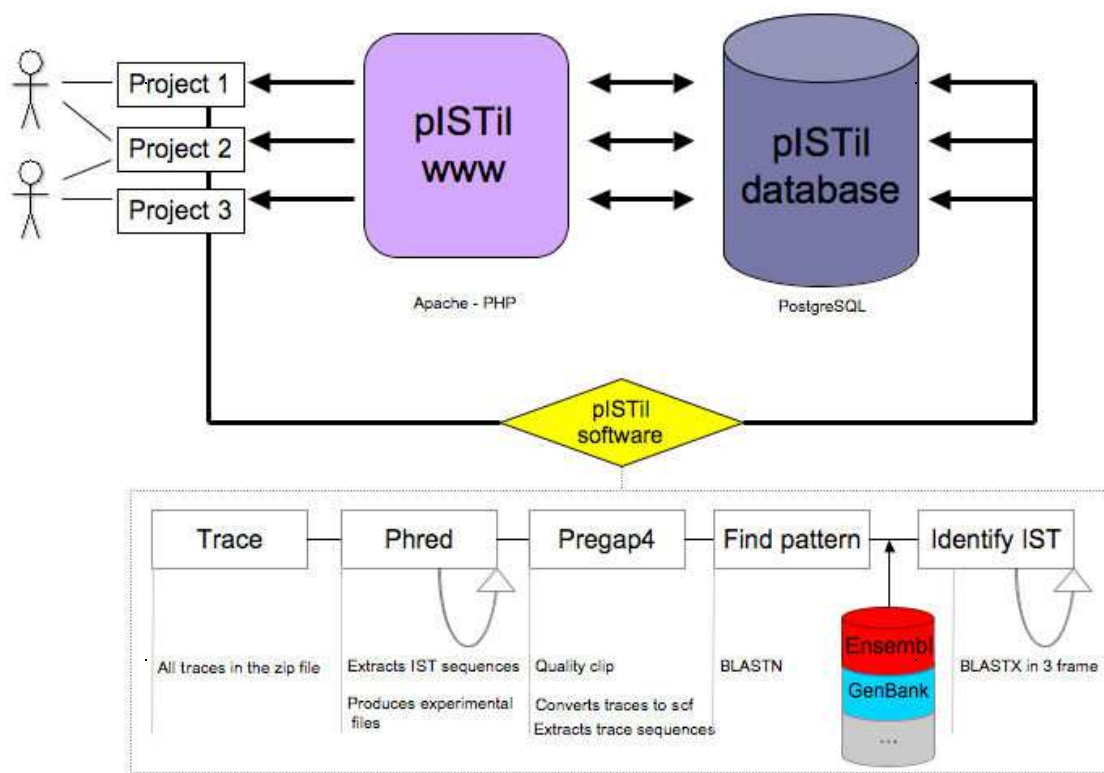 Project 1
Project 2
Project 3
pISTil
www
Apache - PHP
pISTil
database
PostgreSQL
pISTil
software
Trace
Phred
Pregap4
Find pattern
Identify IST
All traces in the zip file
Extracts IST sequences
Produces experimental
files
Quality clip
Converts traces to scf
Extracts trace sequences
BLASTN
Ensembl
GenBank
...
BLASTX in 3 frame